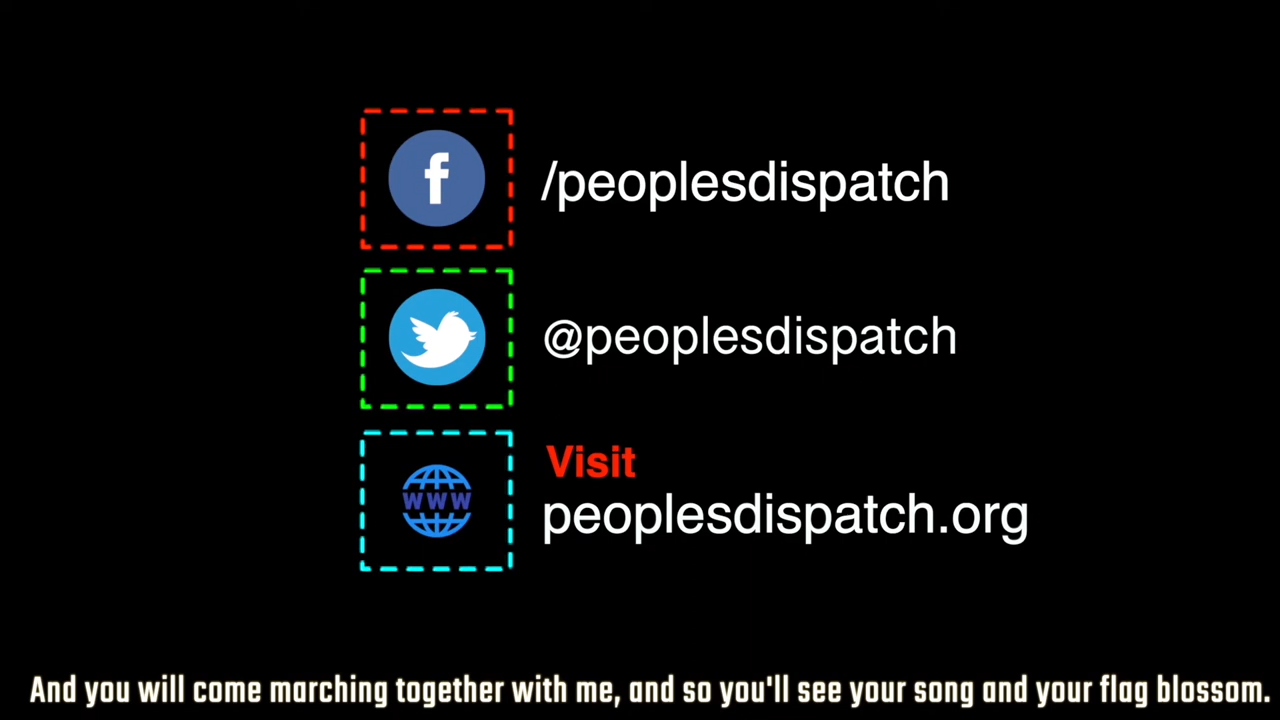 f
/peoplesdispatch
@peoplesdispatch
Visit
WWW
peoplesdispatch.org
And you will come marching together with me, and so you'll see your song and your flag blossom.